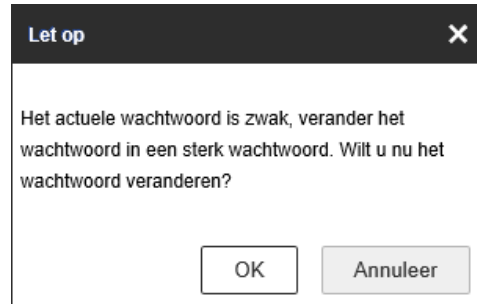 Let op
Het actuele wachtwoord is zwak, verander het
wachtwoord in een sterk wachtwoord. Wilt u nu het
wachtwoord veranderen?
OK
Annuleer